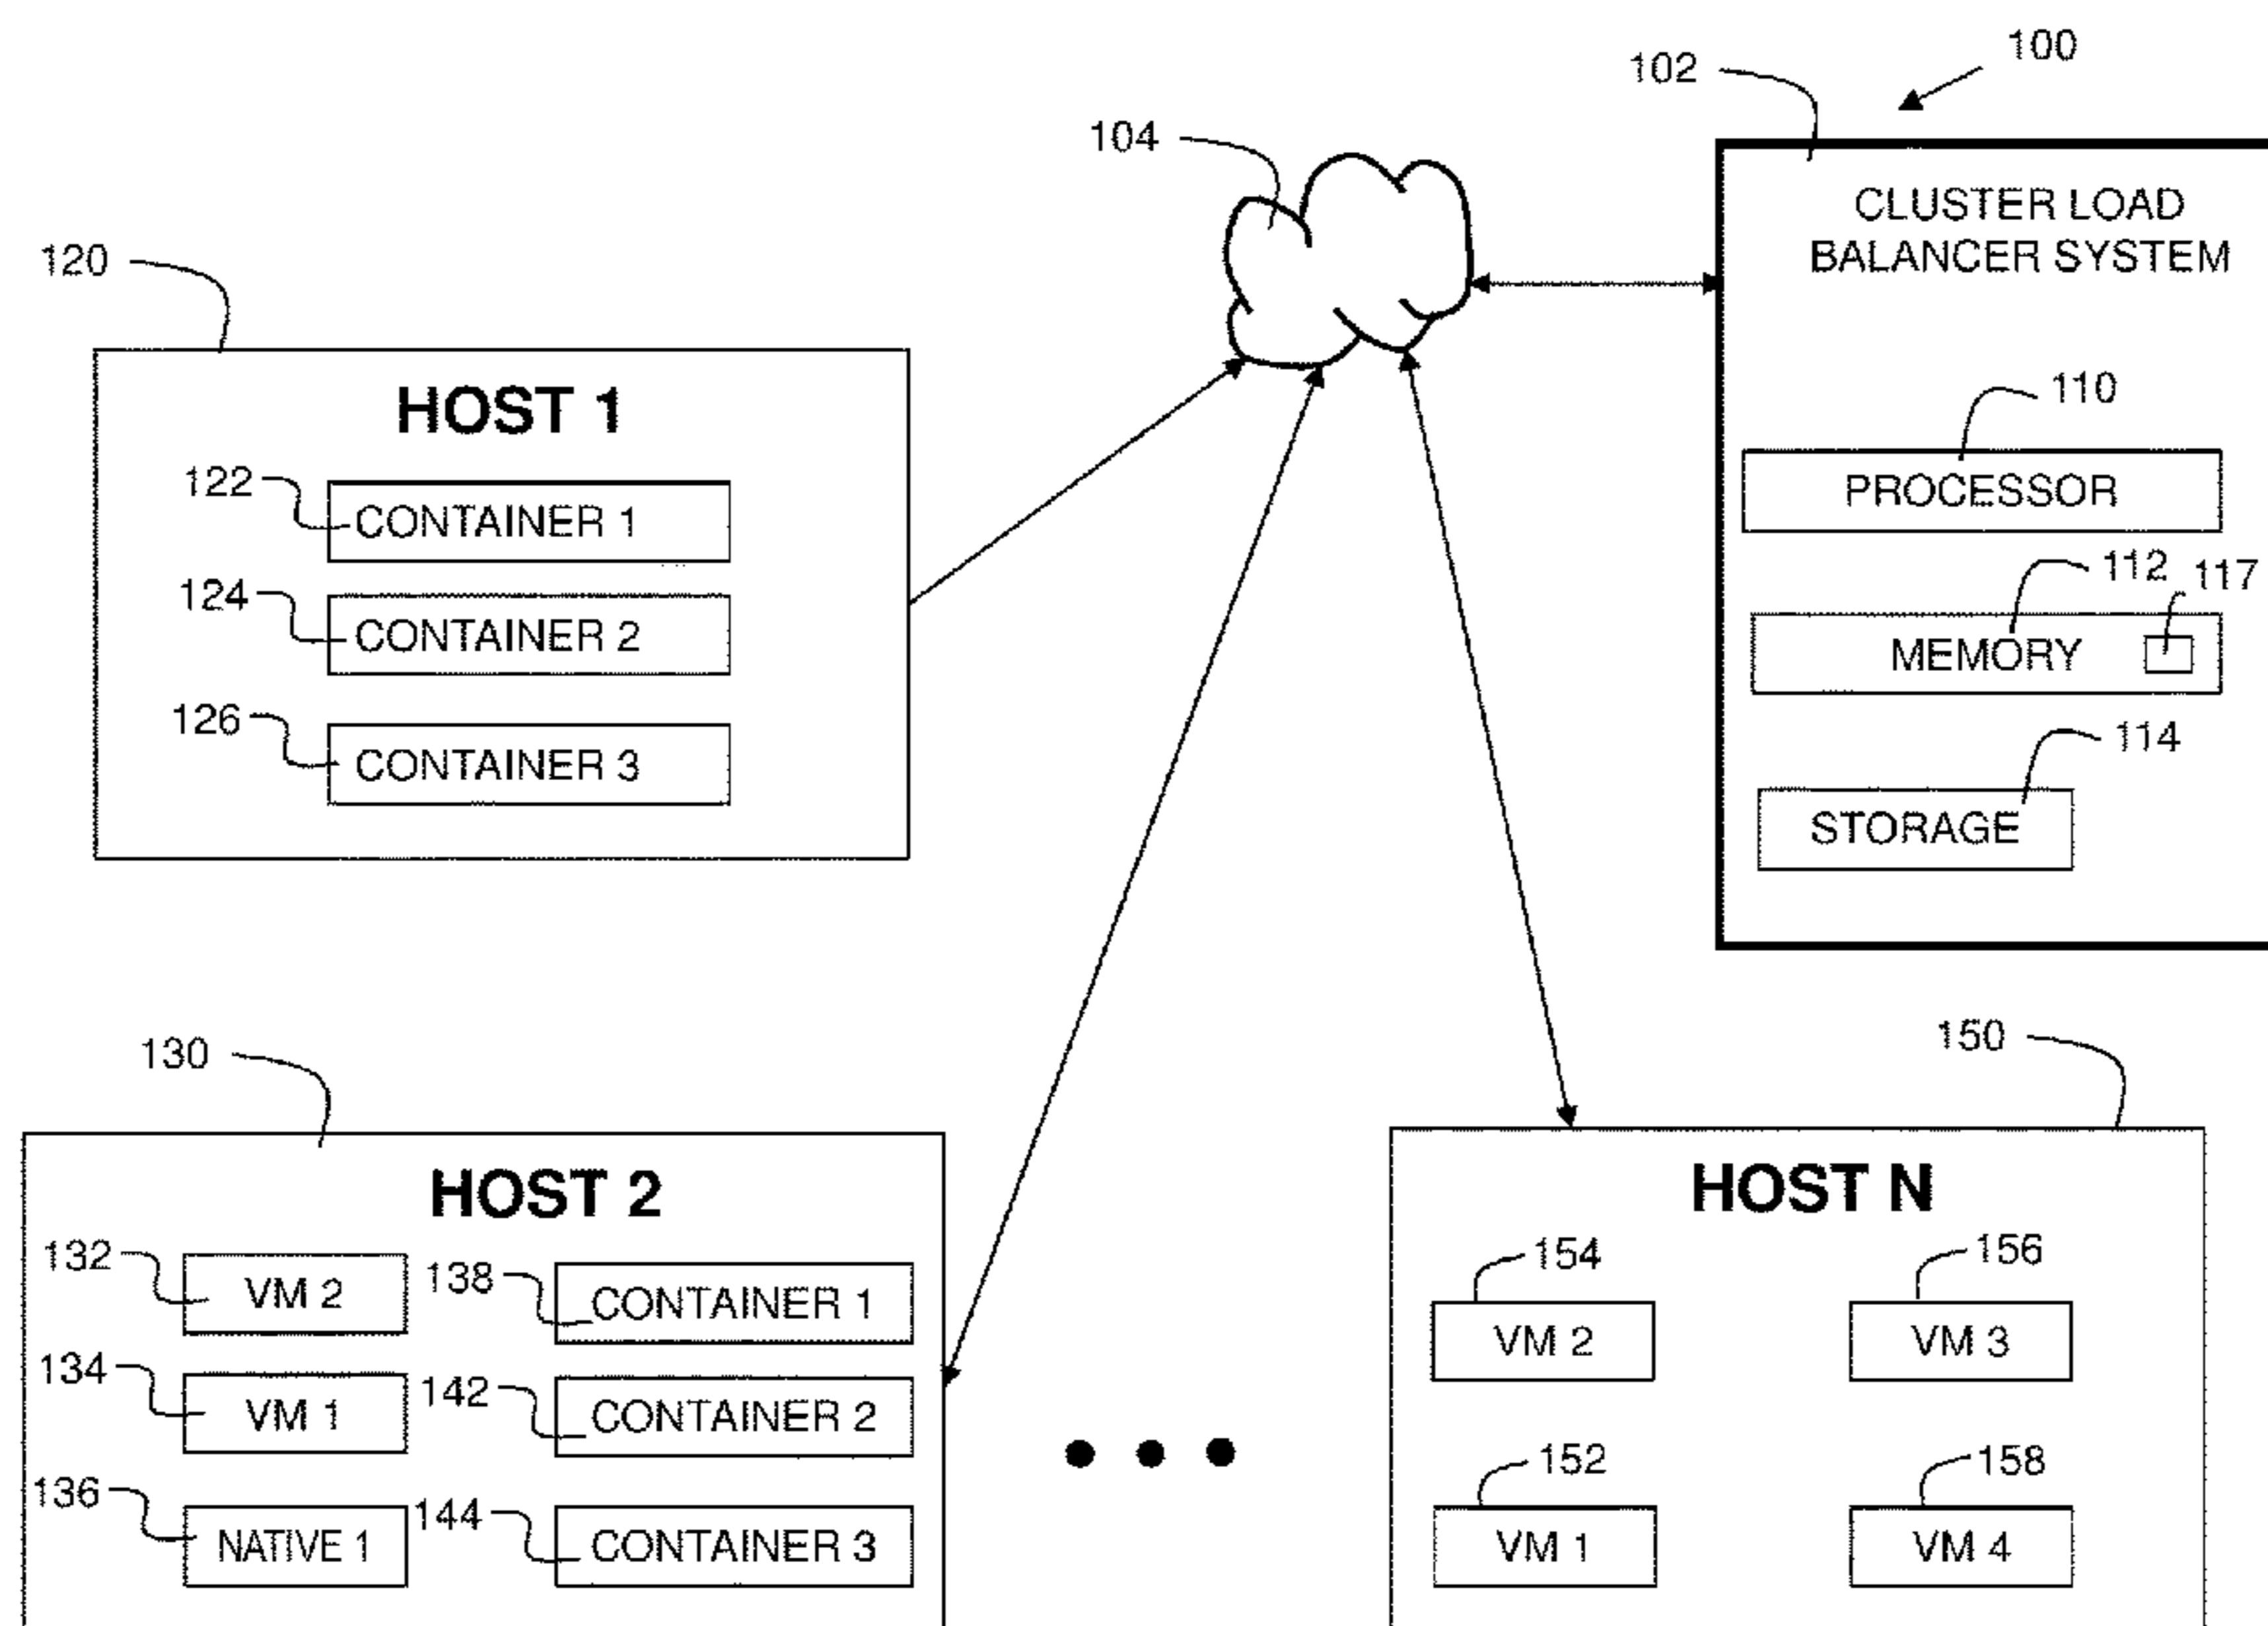 100
102
104
CLUSTER LOAD
BALANCER SYSTEM
120
HOST 1
110
PROCESSOR
122
CONTAINER 1
112
117
124
CONTAINER 2
MEMORY
126
CONTAINER 3
114
STORAGE
130
150
HOST 2
HOST N
132
VM 2
138
CONTAINER 1
154
VM 2
156
VM 3
134
VM 1
142
CONTAINER 2
136
NATIVE 1
144
CONTAINER 3
152
VM 1
158
VM 4